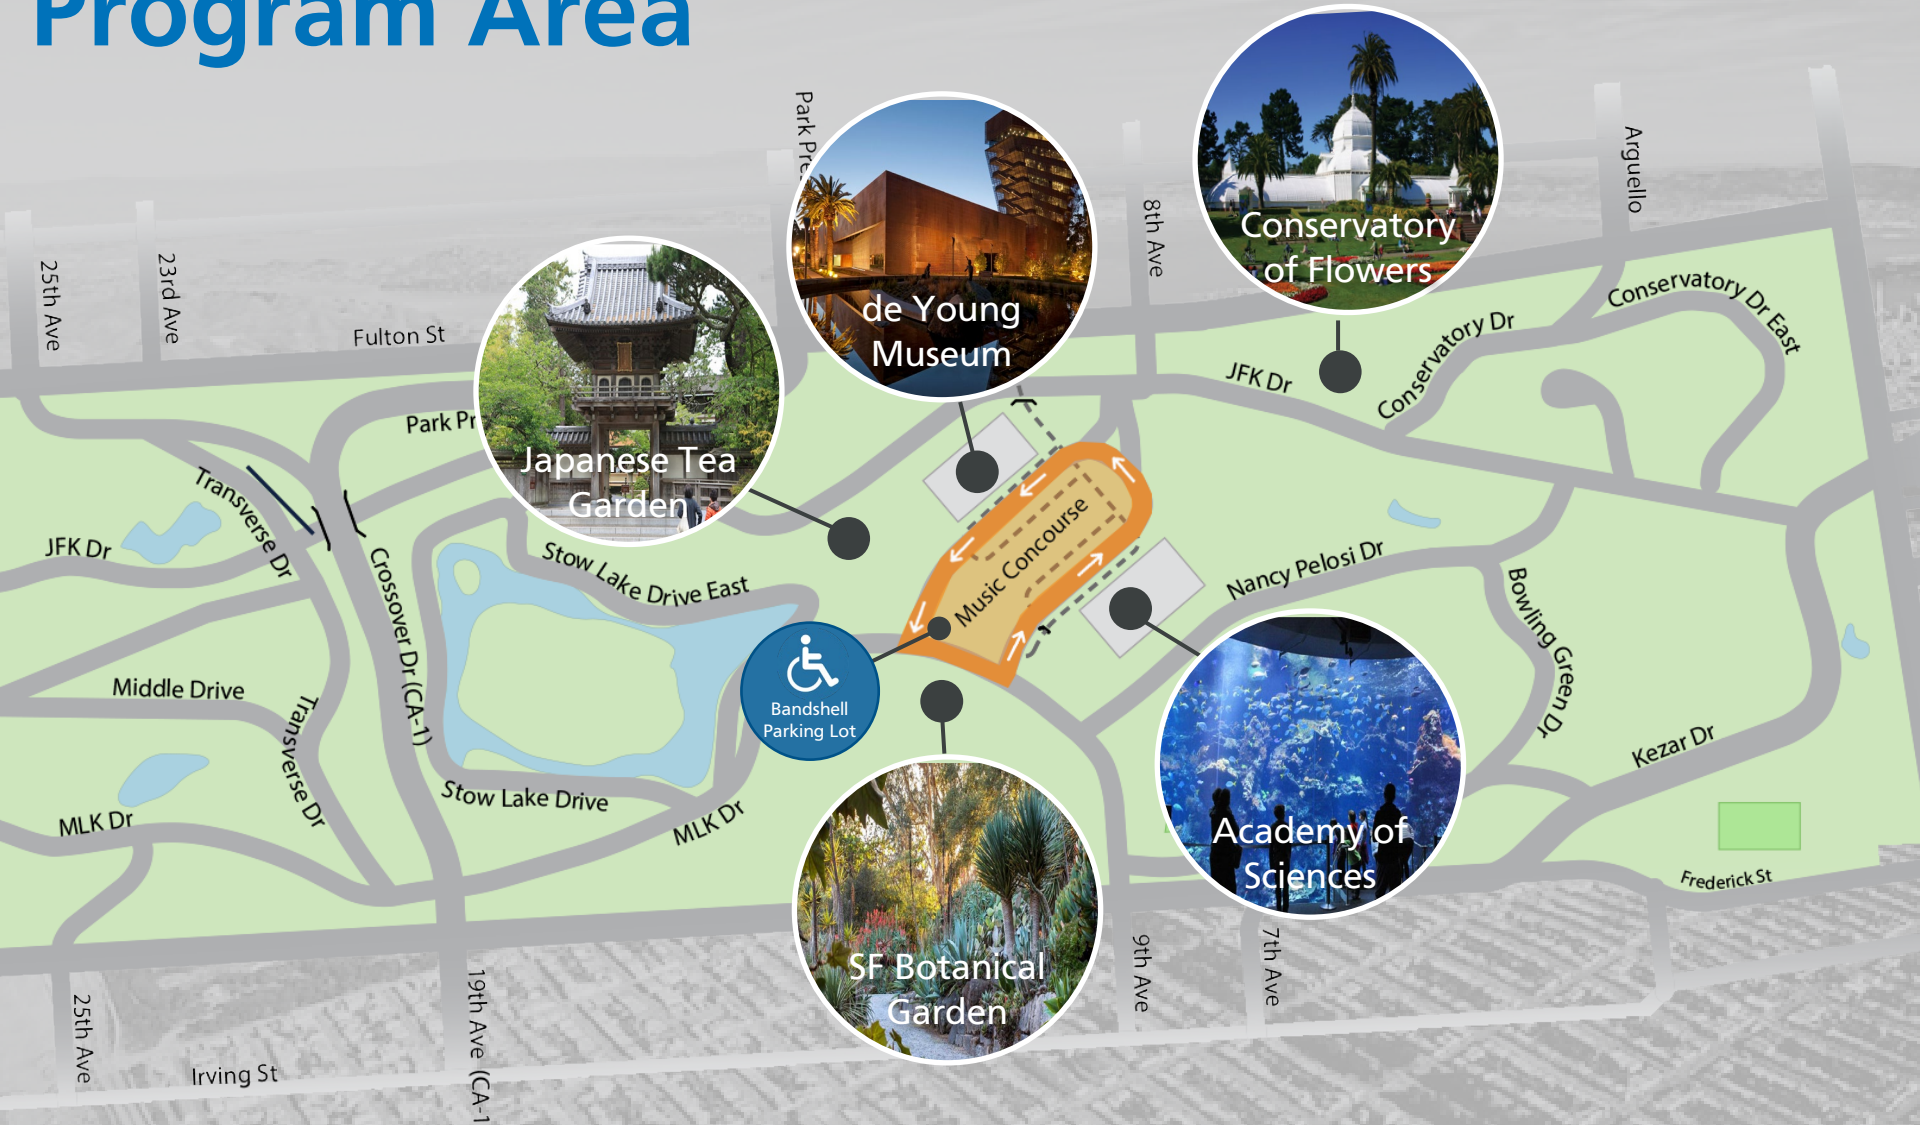 Program Area
Park Pre
Arguello
8th Ave
25th Ave
23rd Ave
Fulton St
Conservatory
of Flowers
de Young
Museum
Conservatory Dr East
Conservatory Dr
JFK Dr
Park Pr
Japanese Tea
Garden
Transverse Dr
JFK Dr
Crossover Dr (CA-1)
Stow Lake Drive East
Music Concourse
Nancy Pelosi Dr
Bowling Green Dr
Middle Drive
Transverse Dr
Bandshell
Parking Lot
Kezar Dr
Stow Lake Drive
MLK Dr
MLK Dr
Academy of
Sciences
Frederick St
SF Botanical
Garden
9th Ave
7th Ave
25th Ave
19th Ave (CA-1
Irving St